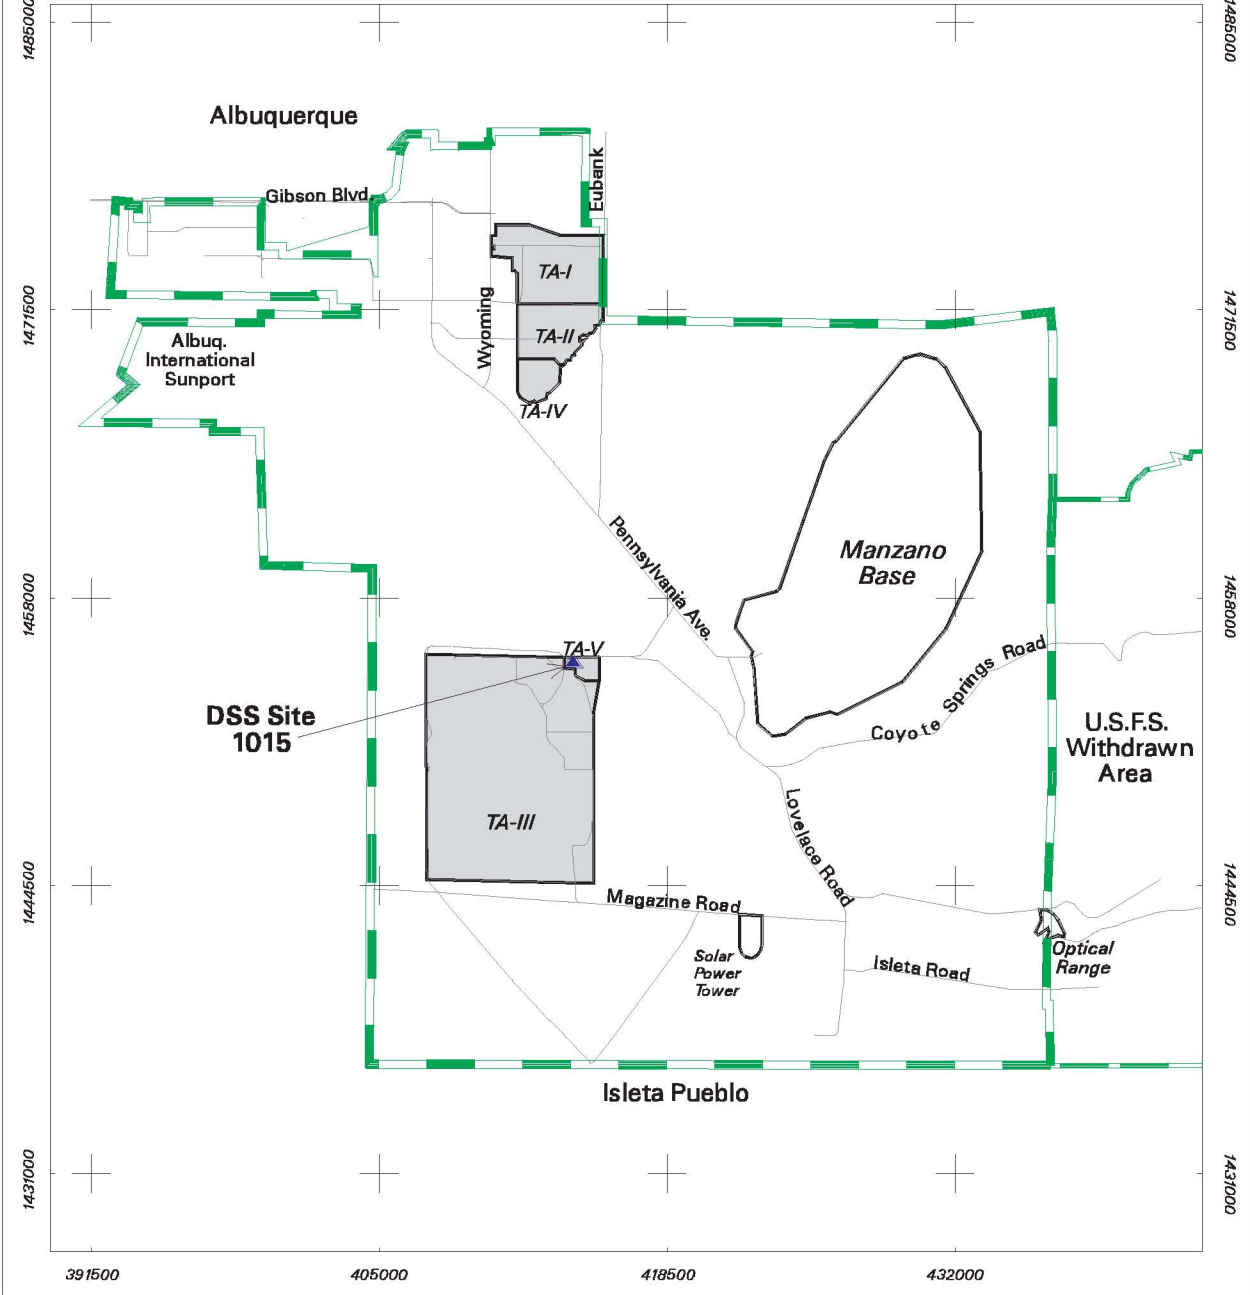 1485000
1485000
Albuquerque
Gibson Blvd.
Eubank
TA-I
1471500
1471500
Wyoming
TA-II
Albuq.
International
Sunport
TA-IV
Pennsylvania Ave.
Manzano
Base
1458000
1458000
TA-V
Coyote Springs Road
DSS Site
1015
U.S.F.S.
Withdrawn
Area
TA-III
Lovelace Road
1444500
1444500
Magazine Road
Solar
Power
Tower
Isleta Road
Optical
Range
Isleta Pueblo
1431000
1431000
391500
405000
418500
432000